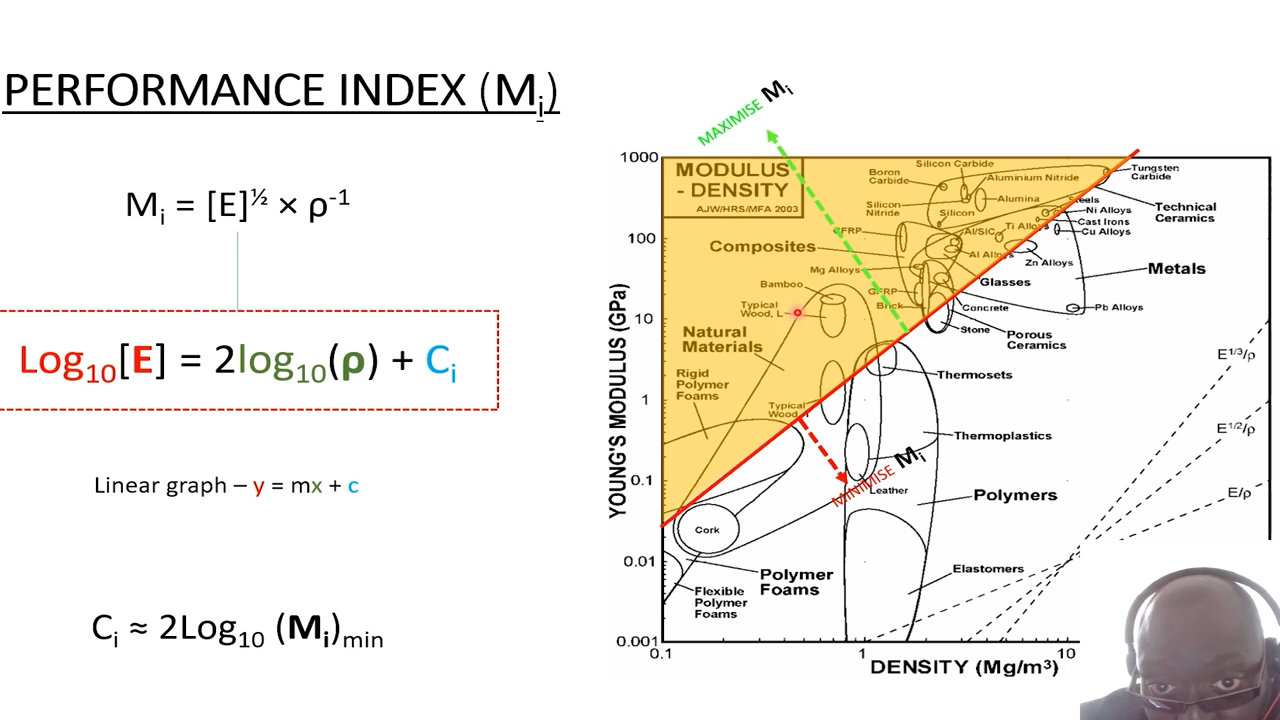 PERFORMANCE INDEX (Mᵢ)
Mᵢ = [E]^½ × ρ⁻¹
Log₁₀[E] = 2log₁₀(ρ) + Cᵢ
Linear graph – y = mx + c
Cᵢ ≈ 2Log₁₀ (Mᵢ)min
MAXIMISE Mᵢ
MINIMISE Mᵢ
MODULUS
- DENSITY
AJW/HRS/MFA 2003
YOUNG'S MODULUS (GPa)
1000
100
10
1
0.1
0.01
0.001
0.1
1
10
DENSITY (Mg/m³)
Silicon Carbide
Boron
Carbide
Aluminium Nitride
Alumina
Silicon
Nitride
Silicon
Tungsten
Carbide
Technical
Ceramics
Steels
Ni Alloys
Cast Irons
Cu Alloys
Ti Alloys
CFRP
Al/SiC
Al Alloys
Zn Alloys
Composites
Mg Alloys
Metals
Glasses
Bamboo
GFRP
Typical
Wood, L
Brick
Concrete
Pb Alloys
Stone
Porous
Ceramics
Natural
Materials
Rigid
Polymer
Foams
Thermosets
Typical
Wood
Thermoplastics
Leather
Polymers
Cork
Elastomers
Polymer
Foams
Flexible
Polymer
Foams
E^1/3/ρ
E^1/2/ρ
E/ρ